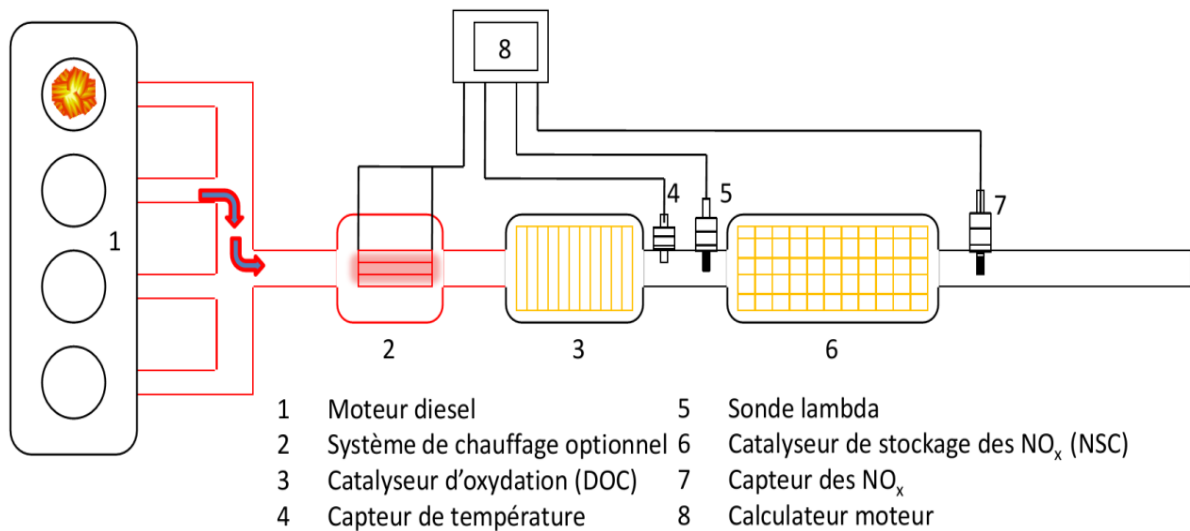 8
4
5
7
1
2
3
6
1 Moteur diesel
2 Système de chauffage optionnel
3 Catalyseur d'oxydation (DOC)
4 Capteur de température
5 Sonde lambda
6 Catalyseur de stockage des NOx (NSC)
7 Capteur des NOx
8 Calculateur moteur